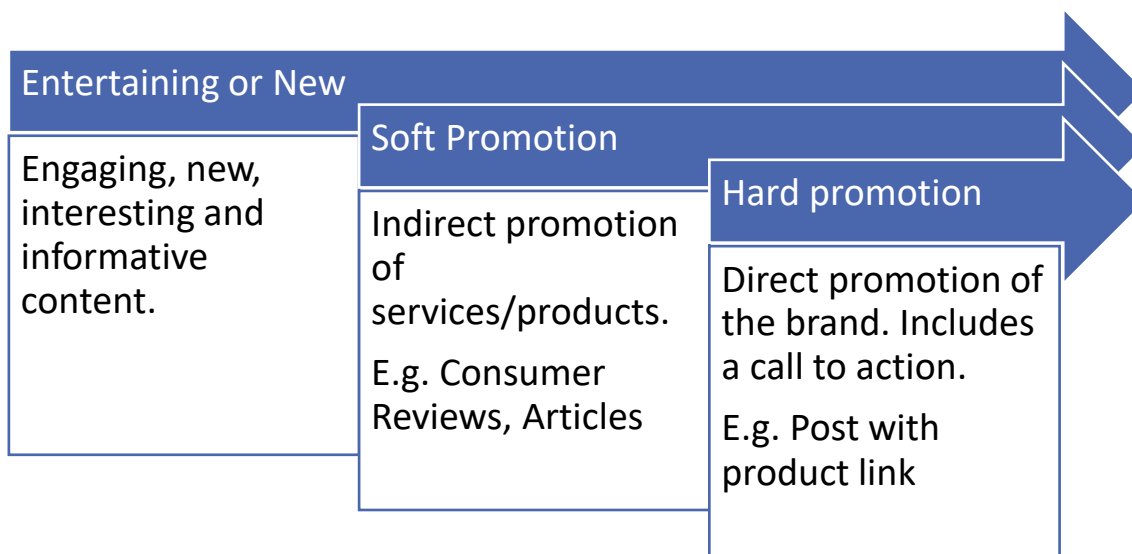 Entertaining or New
Engaging, new,
interesting and
informative
content.
Soft Promotion
Indirect promotion
of
services/products.
E.g. Consumer
Reviews, Articles
Hard promotion
Direct promotion of
the brand. Includes
a call to action.
E.g. Post with
product link